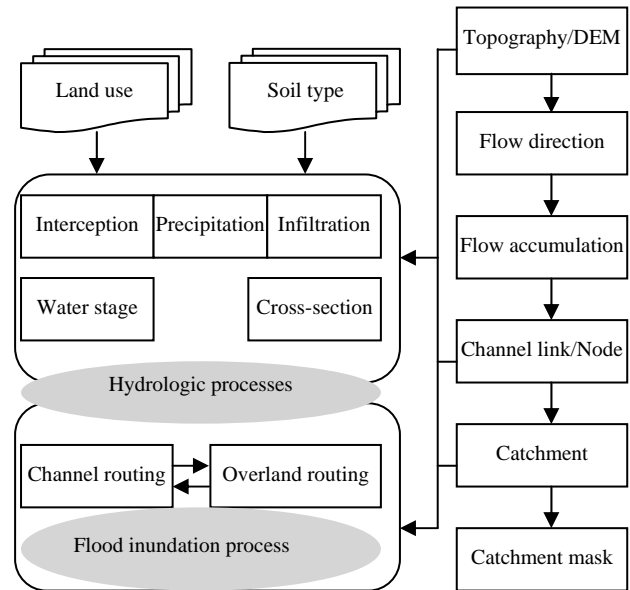 Land use
Soil type
Interception
Precipitation
Infiltration
Water stage
Cross-section
Hydrologic processes
Channel routing
Overland routing
Flood inundation process
Topography/DEM
Flow direction
Flow accumulation
Channel link/Node
Catchment
Catchment mask